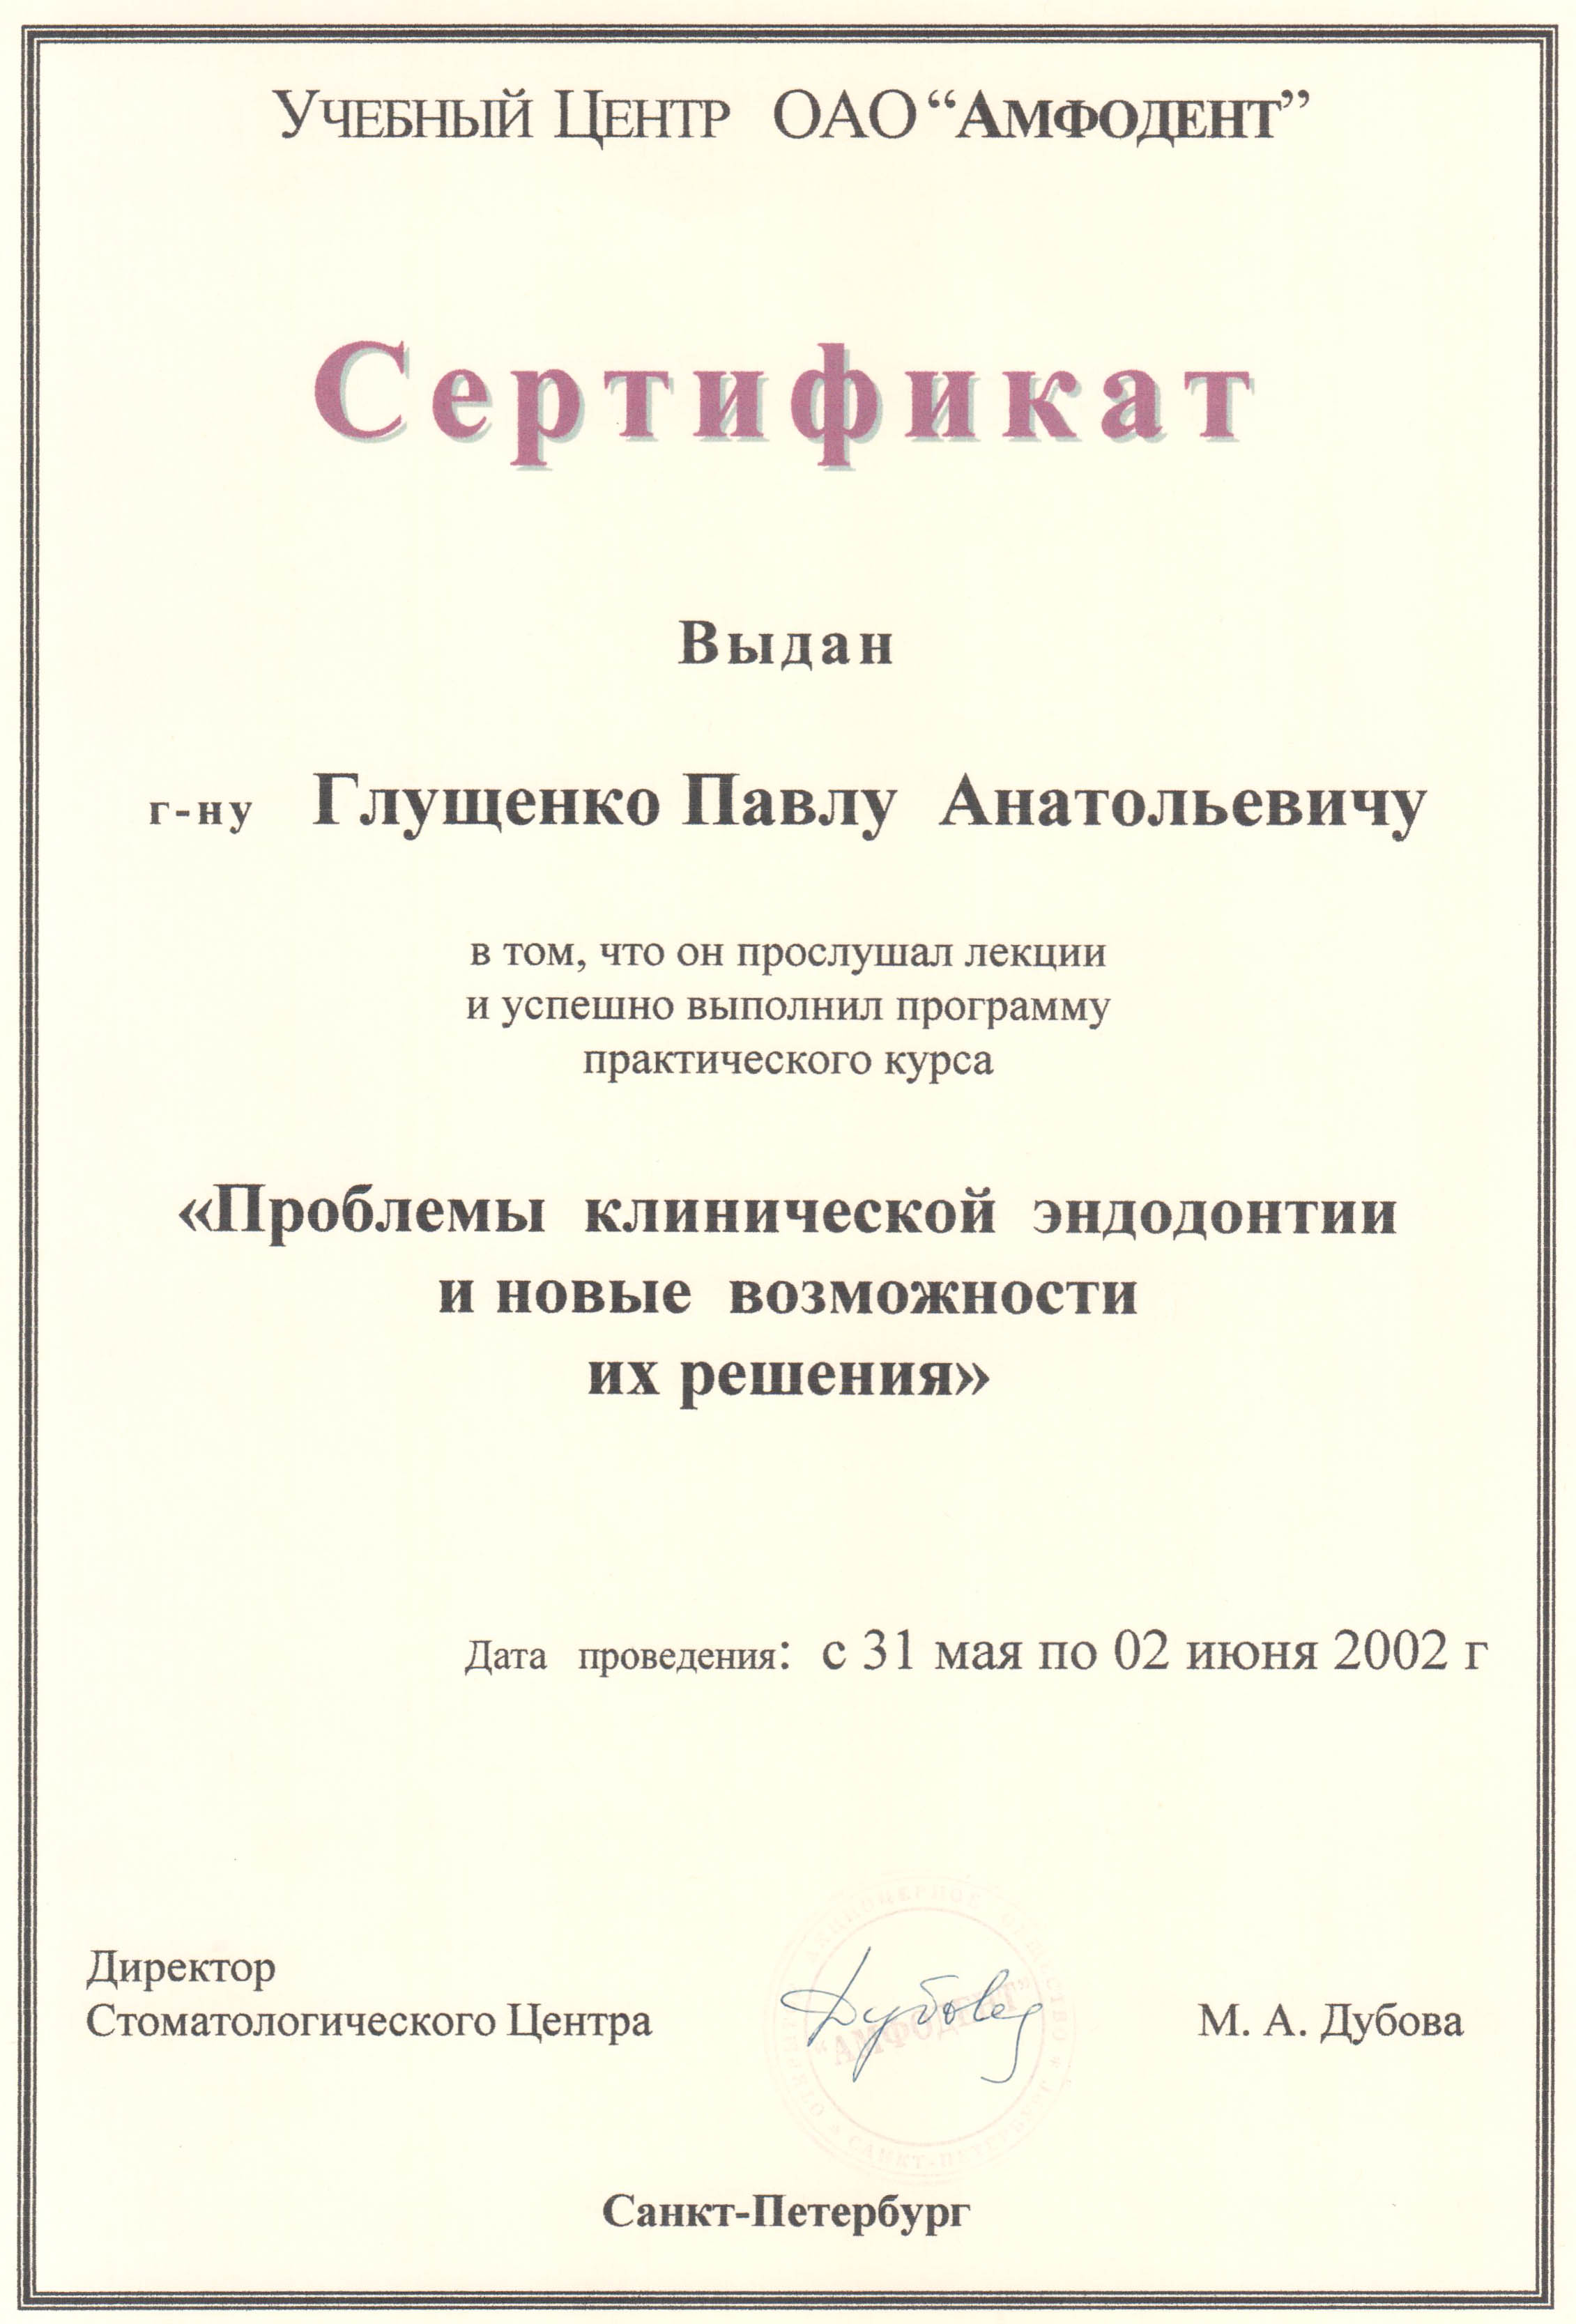 Учебный Центр ОАО “Амфодент”
Сертификат
Выдан
г-ну Глущенко Павлу Анатольевичу
в том, что он прослушал лекции
и успешно выполнил программу
практического курса
«Проблемы клинической эндодонтии
и новые возможности
их решения»
Дата проведения: с 31 мая по 02 июня 2002 г
Директор
Стоматологического Центра
М. А. Дубова
"АМФОДЕНТ"
САНКТ-ПЕТЕРБУРГ
Санкт-Петербург